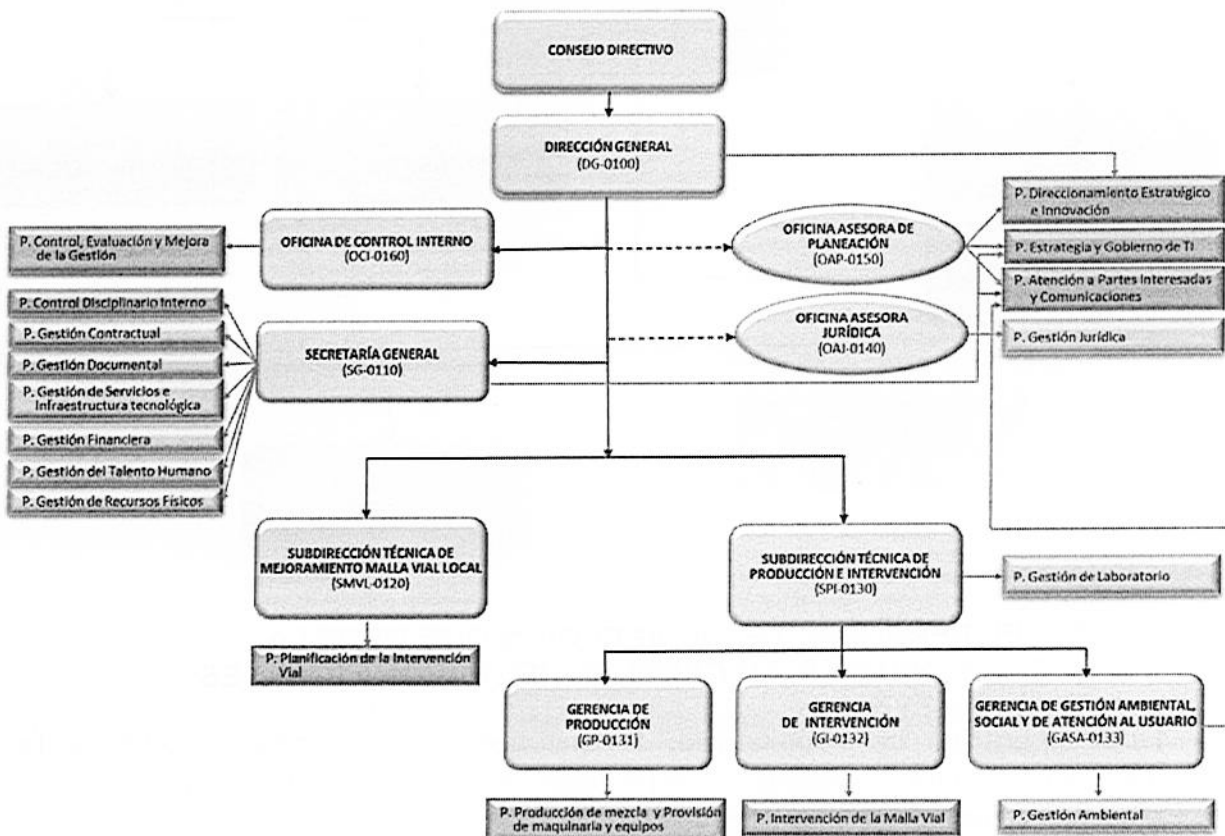 CONSEJO DIRECTIVO
DIRECCIÓN GENERAL
(DG-0100)
P. Direccionamiento Estratégico
e Innovación
P. Control, Evaluación y Mejora
de la Gestión
OFICINA DE CONTROL INTERNO
(OCI-0160)
OFICINA ASESORA
DE PLANEACIÓN
(OAP-0150)
P. Estrategia y Gobierno de TI
P. Atención a Partes Interesadas
y Comunicaciones
P. Control Disciplinario Interno
P. Gestión Contractual
P. Gestión Documental
P. Gestión de Servicios e
Infraestructura tecnológica
P. Gestión Financiera
P. Gestión del Talento Humano
P. Gestión de Recursos Físicos
SECRETARÍA GENERAL
(SG-0110)
OFICINA ASESORA
JURÍDICA
(OAJ-0140)
P. Gestión Jurídica
SUBDIRECCIÓN TÉCNICA DE
MEJORAMIENTO MALLA VIAL LOCAL
(SMVL-0120)
SUBDIRECCIÓN TÉCNICA DE
PRODUCCIÓN E INTERVENCIÓN
(SPI-0130)
P. Gestión de Laboratorio
P. Planificación de la Intervención
Vial
GERENCIA DE
PRODUCCIÓN
(GP-0131)
GERENCIA
DE INTERVENCIÓN
(GI-0132)
GERENCIA DE GESTIÓN AMBIENTAL,
SOCIAL Y DE ATENCIÓN AL USUARIO
(GASA-0133)
P. Producción de mezcla y Provisión
de maquinaria y equipos
P. Intervención de la Malla Vial
P. Gestión Ambiental